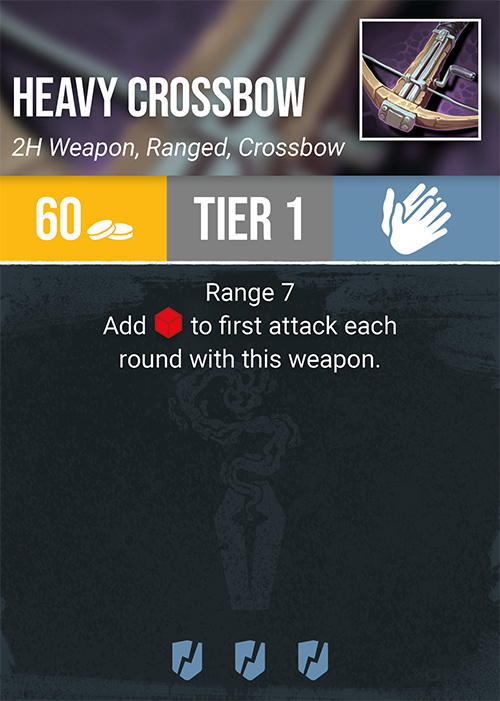 HEAVY CROSSBOW
2H Weapon, Ranged, Crossbow
60
TIER 1
Range 7
Add to first attack each
round with this weapon.